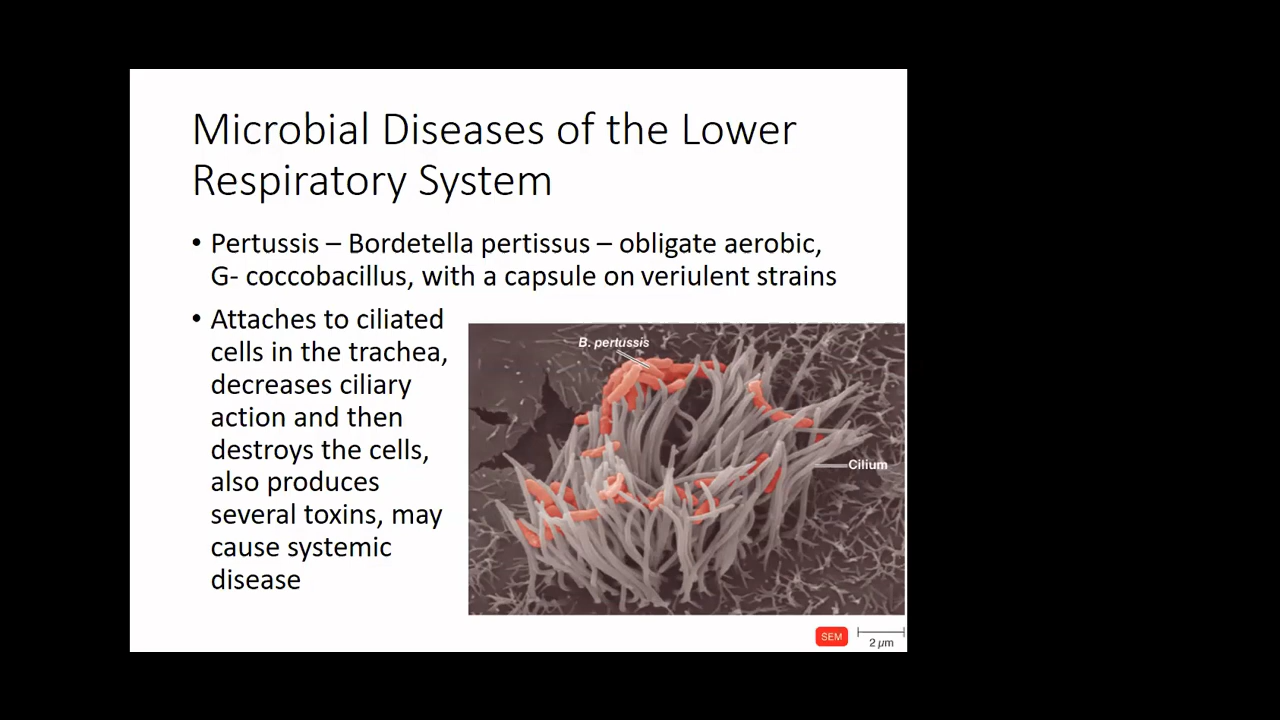 Microbial Diseases of the Lower
Respiratory System
• Pertussis – Bordetella pertissus – obligate aerobic,
G- coccobacillus, with a capsule on veriulent strains
• Attaches to ciliated
cells in the trachea,
decreases ciliary
action and then
destroys the cells,
also produces
several toxins, may
cause systemic
disease
B. pertussis
Cilium
SEM
2 µm